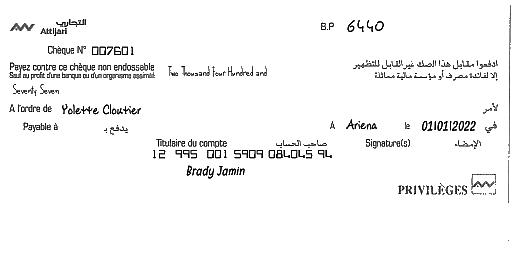 التجاري
Attijari
B.P 6440
Chèque N° 007601
Payez contre ce chèque non endossable
Sauf au profit d'une banque ou d'un organisme assimilé
Two Thousand Four Hundred and
Seventy Seven
ادفعوا مقابل هذا الصك غير القابل للتظهير
إلا لفائدة مصرف أو مؤسسة مالية مماثلة
A l'ordre de Yolette Cloutier
لأمر
Payable à
يدفع بـ
A Ariena le 01/01/2022 في
Titulaire du compte صاحب الحساب
Signature(s) الإمضاء
12 995 001 5909 084045 94
Brady Jamin
PRIVILÈGES